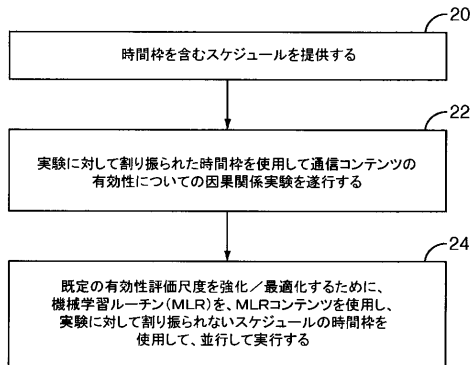 20
時間枠を含むスケジュールを提供する
22
実験に対して割り振られた時間枠を使用して通信コンテンツの
有効性についての因果関係実験を遂行する
24
既定の有効性評価尺度を強化／最適化するために、
機械学習ルーチン(MLR)を、MLRコンテンツを使用し、
実験に対して割り振られないスケジュールの時間枠を
使用して、並行して実行する